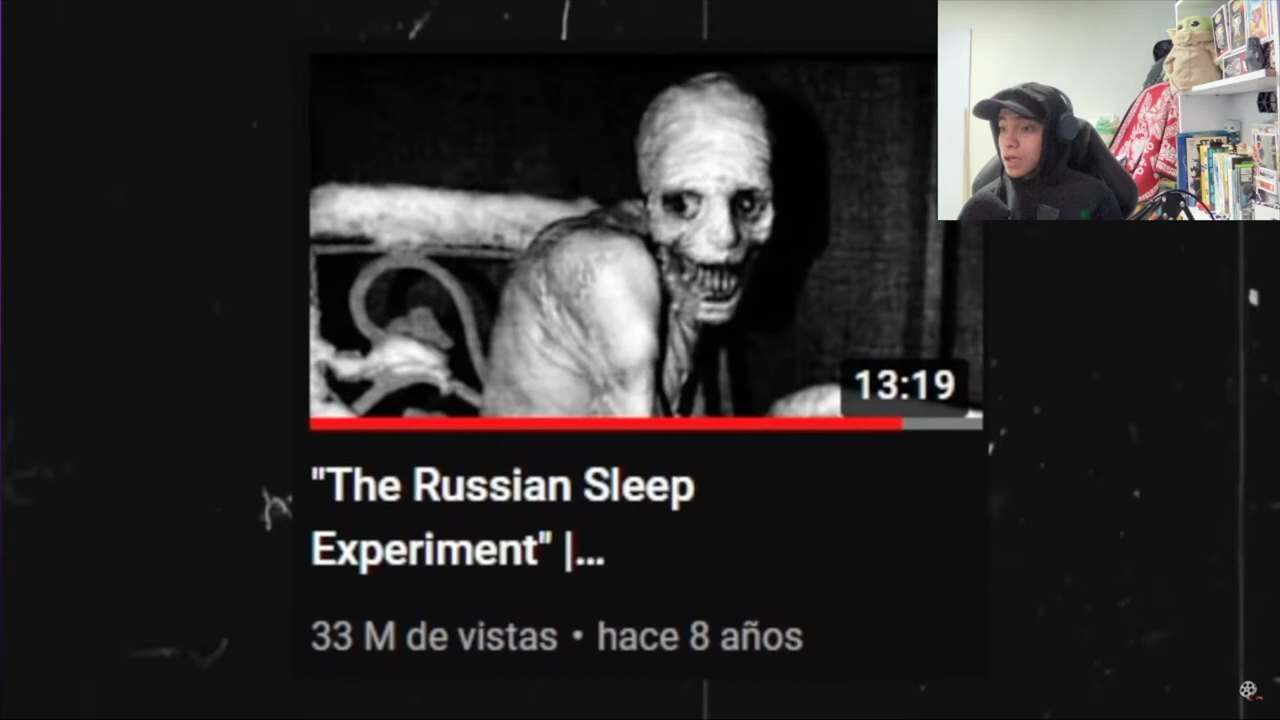 13:19
"The Russian Sleep
Experiment" |...
33 M de vistas • hace 8 años